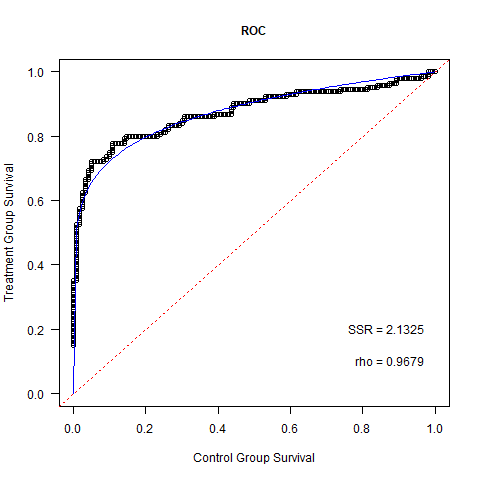 ROC
Treatment Group Survival
1.0
0.8
0.6
0.4
0.2
0.0
SSR = 2.1325
rho = 0.9679
0.0 0.2 0.4 0.6 0.8 1.0
Control Group Survival